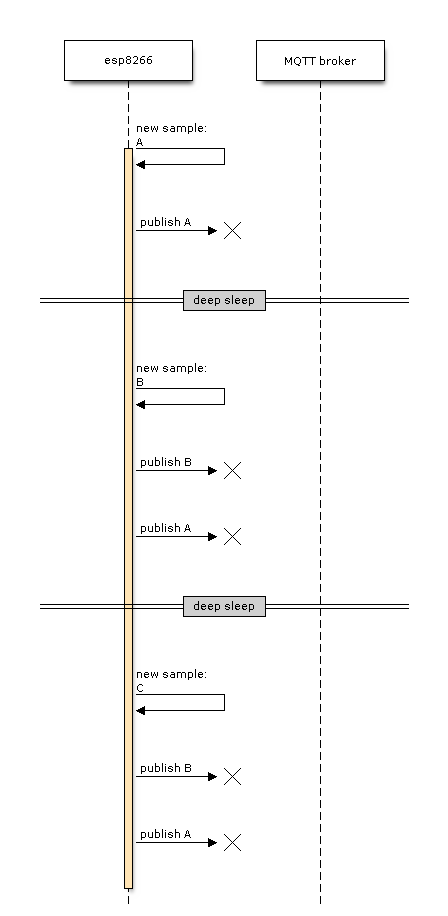 esp8266
MQTT broker
new sample:
A
publish A
deep sleep
new sample:
B
publish B
publish A
deep sleep
new sample:
C
publish B
publish A